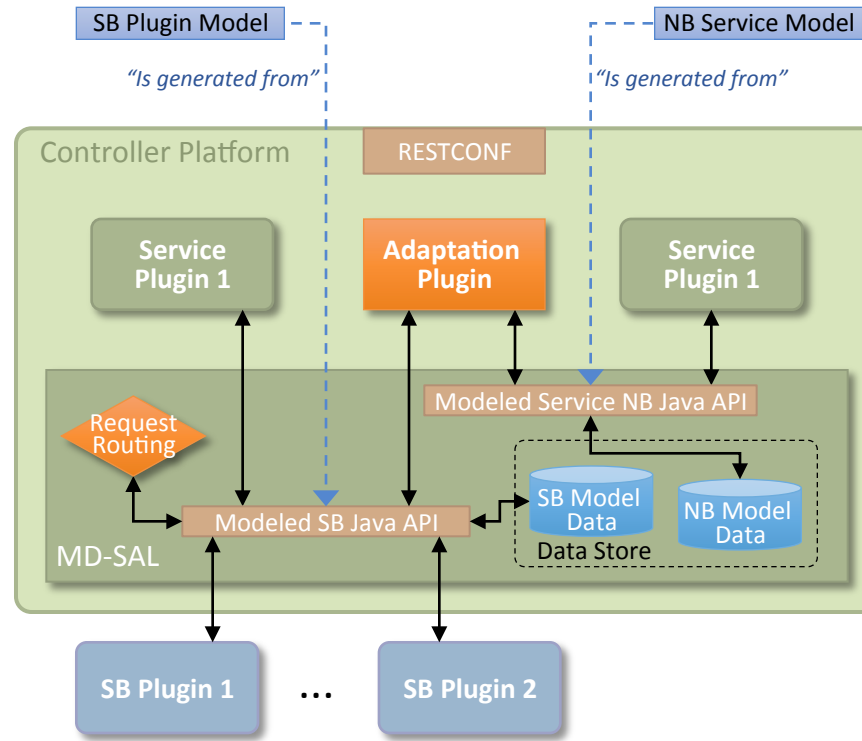 SB Plugin Model
NB Service Model
“Is generated from”
“Is generated from”
Controller Platform
RESTCONF
Service
Plugin 1
Adaptation
Plugin
Service
Plugin 1
Modeled Service NB Java API
Request
Routing
SB Model
Data
NB Model
Data
Modeled SB Java API
Data Store
MD-SAL
SB Plugin 1
...
SB Plugin 2